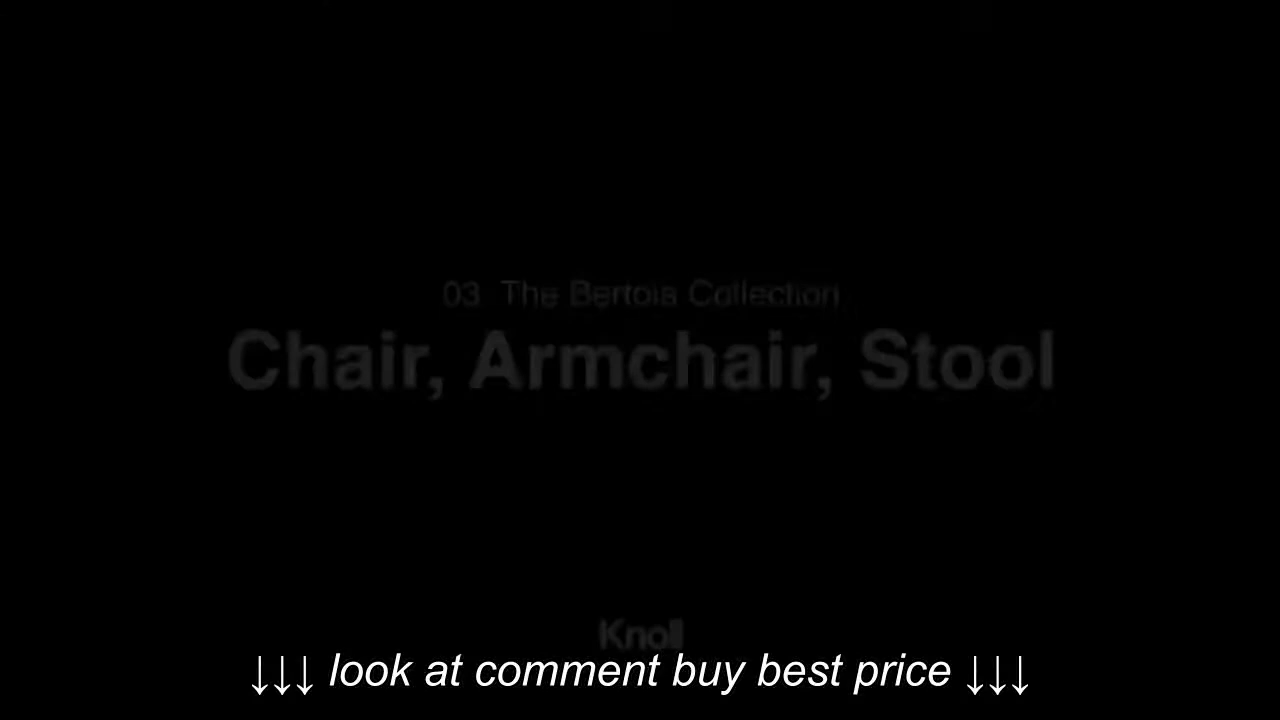 03 The Bertoia Collection
Chair, Armchair, Stool
Knoll
↓↓↓ look at comment buy best price ↓↓↓